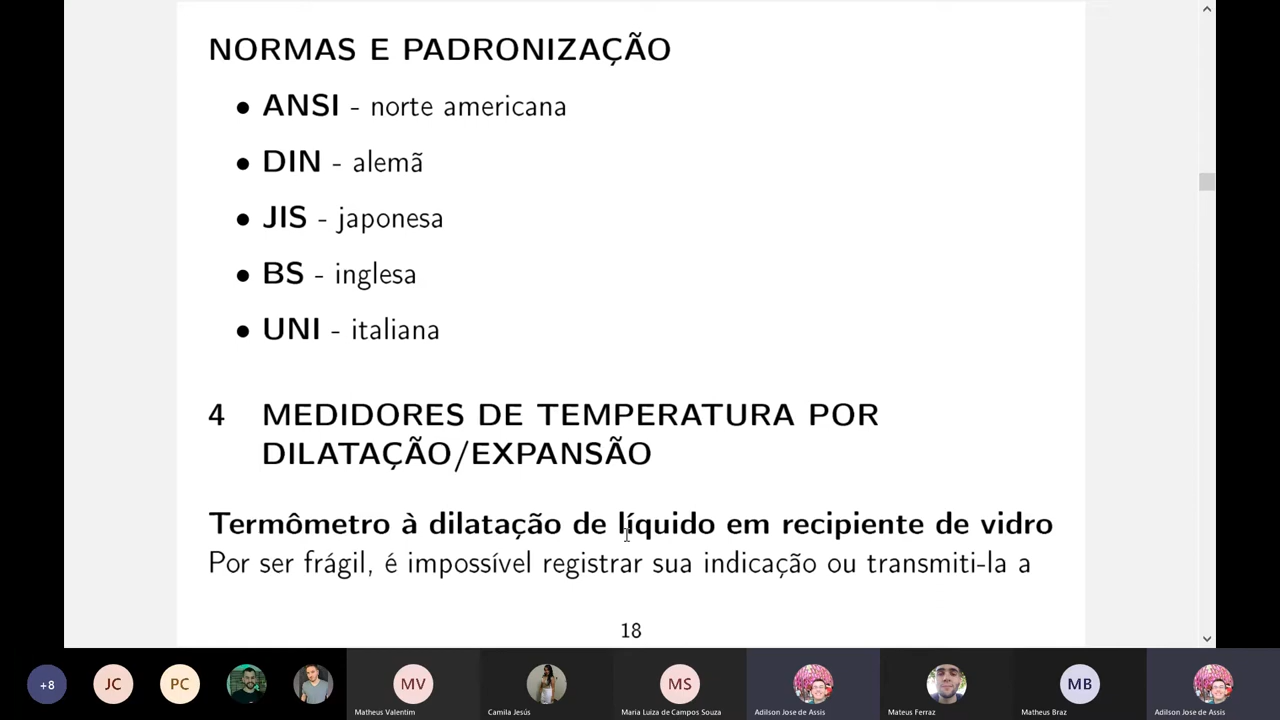 NORMAS E PADRONIZAÇÃO
• ANSI - norte americana
• DIN - alemã
• JIS - japonesa
• BS - inglesa
• UNI - italiana
4 MEDIDORES DE TEMPERATURA POR
DILATAÇÃO/EXPANSÃO
Termômetro à dilatação de líquido em recipiente de vidro
Por ser frágil, é impossível registrar sua indicação ou transmiti-la a
18
+8 JC PC MV MS MB
Matheus Valentim Camila Jesús Maria Luiza de Campos Souza Adilson Jose de Assis Mateus Ferraz Matheus Braz Adilson Jose de Assis